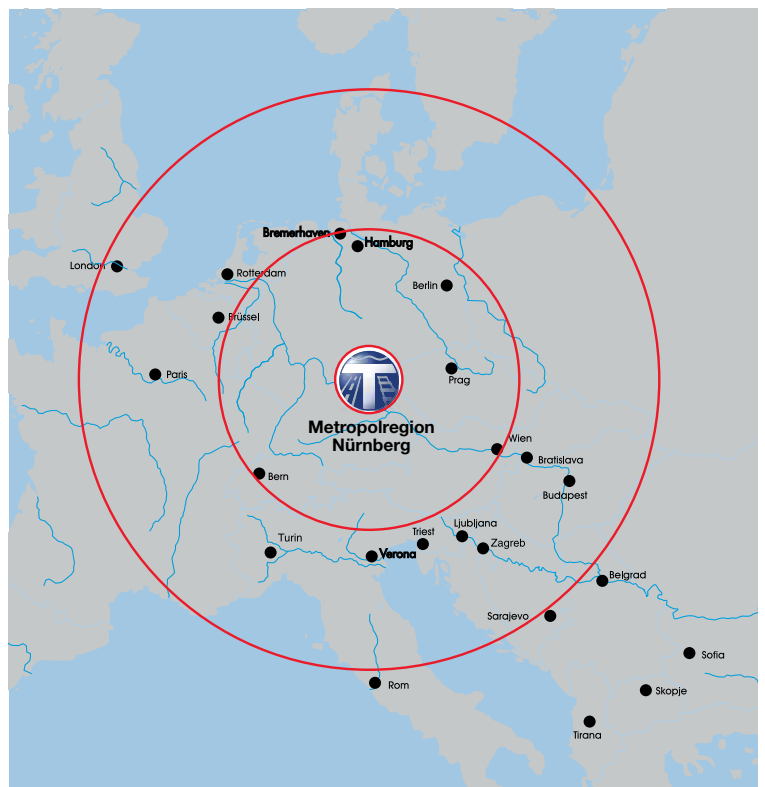 Bremerhaven
Hamburg
London
Rotterdam
Berlin
Brüssel
Paris
Prag
T
Metropolregion
Nürnberg
Wien
Bratislava
Bern
Budapest
Ljubljana
Triest
Turin
Zagreb
Verona
Belgrad
Sarajevo
Sofia
Rom
Skopje
Tirana